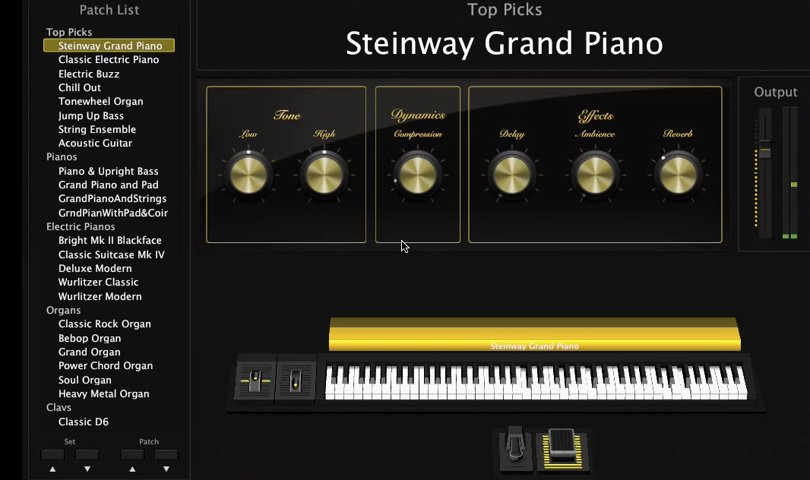 Patch List
Top Picks
Steinway Grand Piano
Classic Electric Piano
Electric Buzz
Chill Out
Tonewheel Organ
Jump Up Bass
String Ensemble
Acoustic Guitar
Pianos
Piano & Upright Bass
Grand Piano and Pad
GrandPianoAndStrings
GrndPianWithPad&Coir
Electric Pianos
Bright Mk II Blackface
Classic Suitcase Mk IV
Deluxe Modern
Wurlitzer Classic
Wurlitzer Modern
Organs
Classic Rock Organ
Bebop Organ
Grand Organ
Power Chord Organ
Soul Organ
Heavy Metal Organ
Clavs
Classic D6
Set Patch
Top Picks
Steinway Grand Piano
Tone Dynamics Effects
Low High Compression Delay Ambience Reverb
Output
Steinway Grand Piano